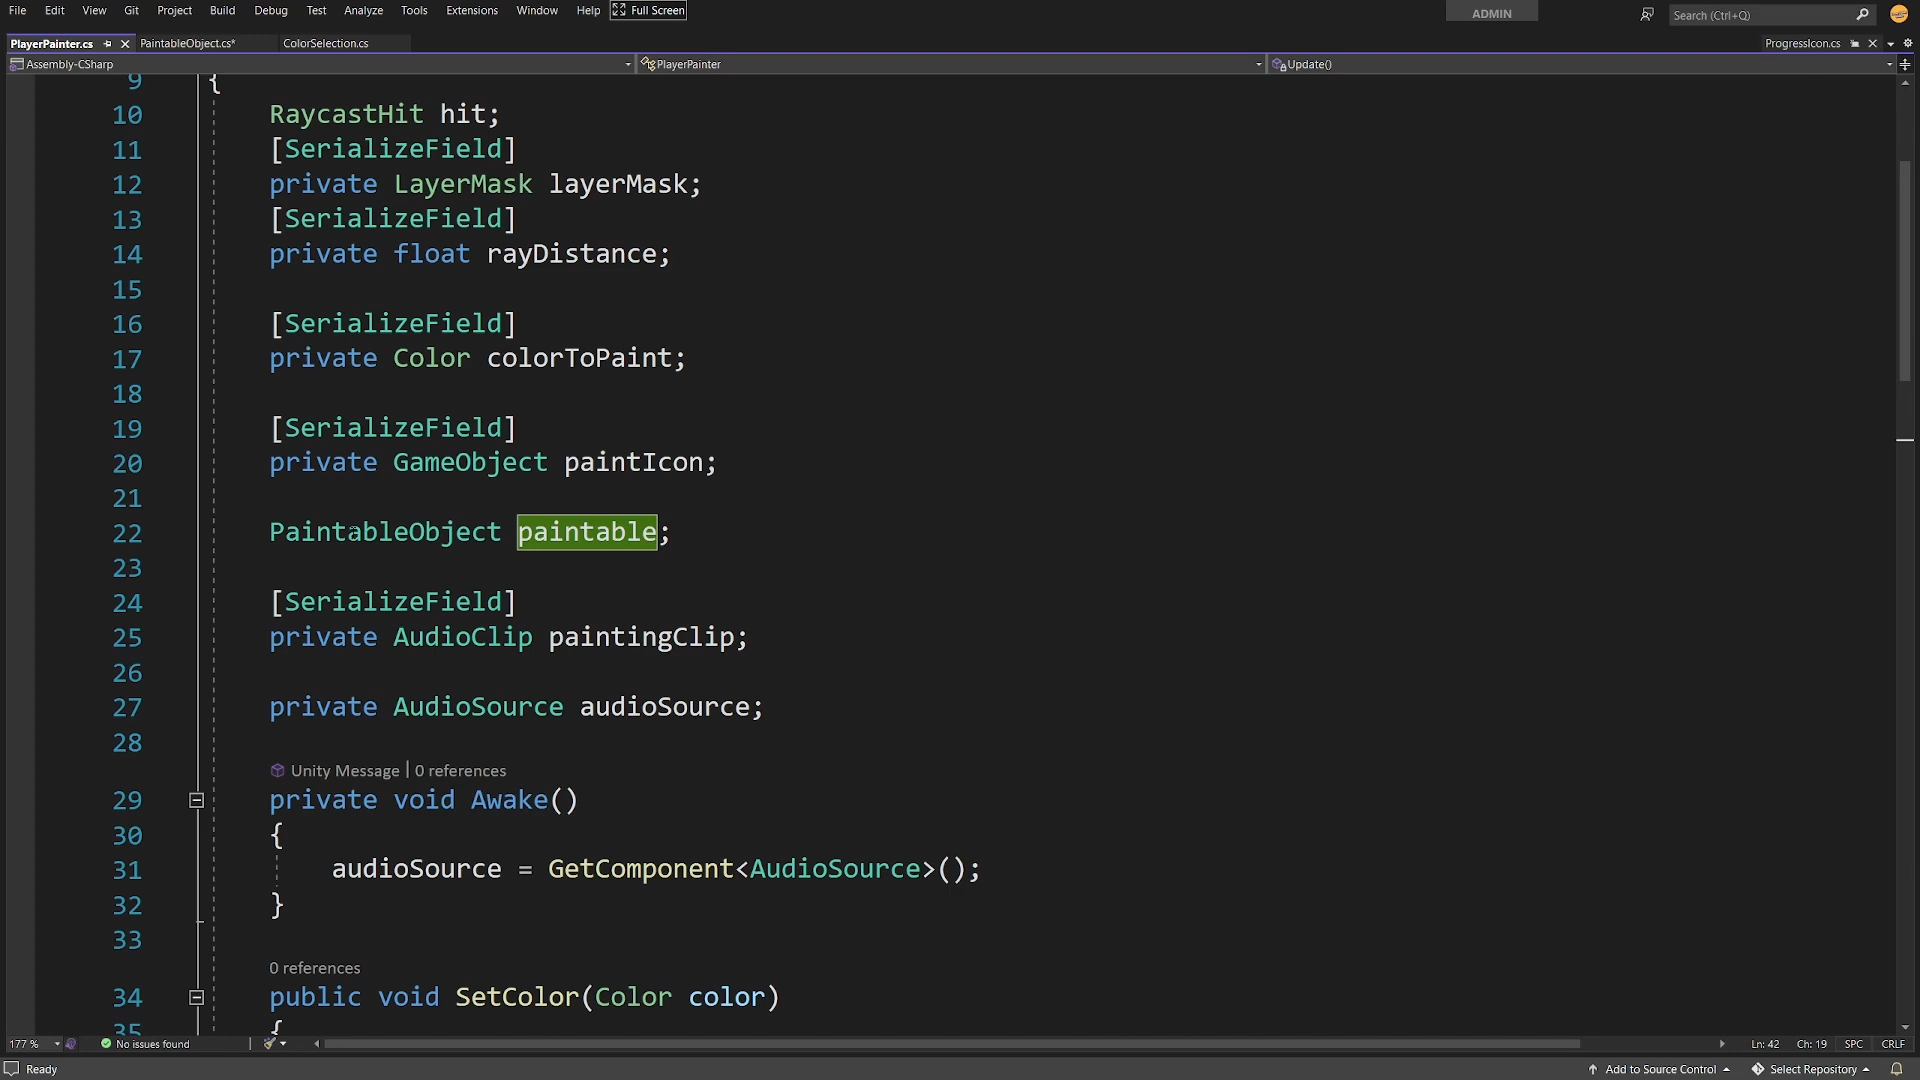 File Edit View Git Project Build Debug Test Analyze Tools Extensions Window Help Full Screen ADMIN Search (Ctrl+Q)
PlayerPainter.cs PaintableObject.cs* ColorSelection.cs ProgressIcon.cs
Assembly-CSharp PlayerPainter Update()
9 {
10 RaycastHit hit;
11 [SerializeField]
12 private LayerMask layerMask;
13 [SerializeField]
14 private float rayDistance;
15
16 [SerializeField]
17 private Color colorToPaint;
18
19 [SerializeField]
20 private GameObject paintIcon;
21
22 PaintableObject paintable;
23
24 [SerializeField]
25 private AudioClip paintingClip;
26
27 private AudioSource audioSource;
28
Unity Message | 0 references
29 private void Awake()
30 {
31 audioSource = GetComponent<AudioSource>();
32 }
33
0 references
34 public void SetColor(Color color)
35 {
177 % No issues found Ln: 42 Ch: 19 SPC CRLF
Ready Add to Source Control Select Repository